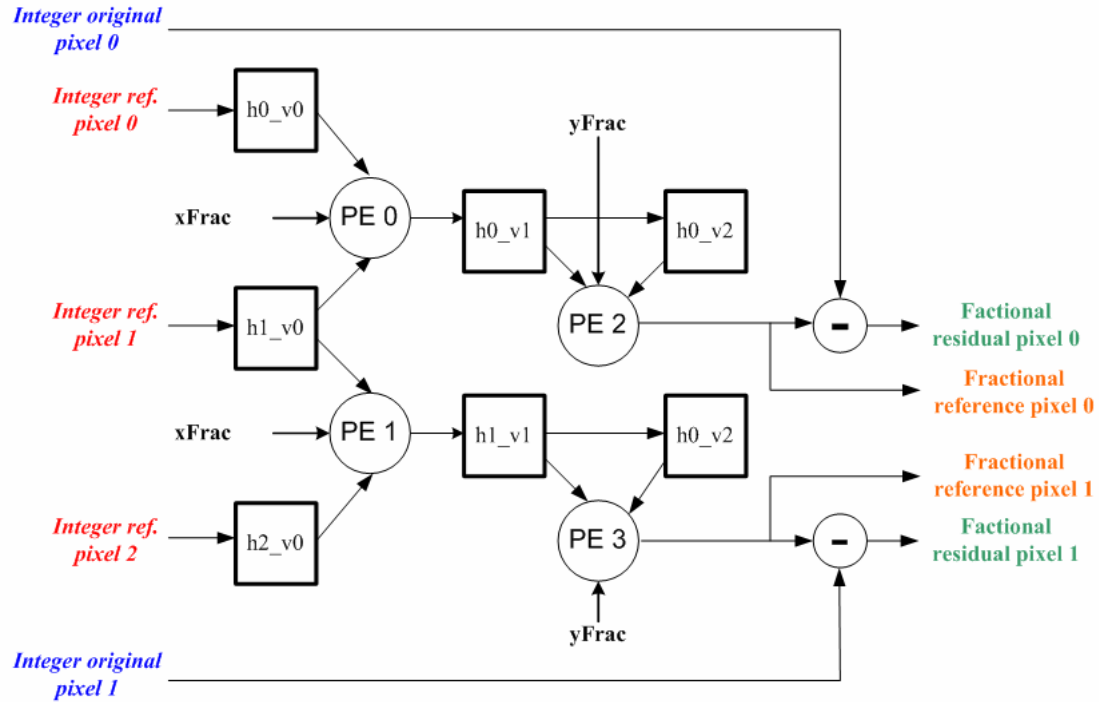 Integer original
pixel 0
Integer ref.
pixel 0
h0_v0
yFrac
xFrac
PE 0
h0_v1
h0_v2
Integer ref.
pixel 1
h1_v0
PE 2
-
Factional
residual pixel 0
Fractional
reference pixel 0
xFrac
PE 1
h1_v1
h0_v2
Fractional
reference pixel 1
Integer ref.
pixel 2
h2_v0
PE 3
-
Factional
residual pixel 1
yFrac
Integer original
pixel 1